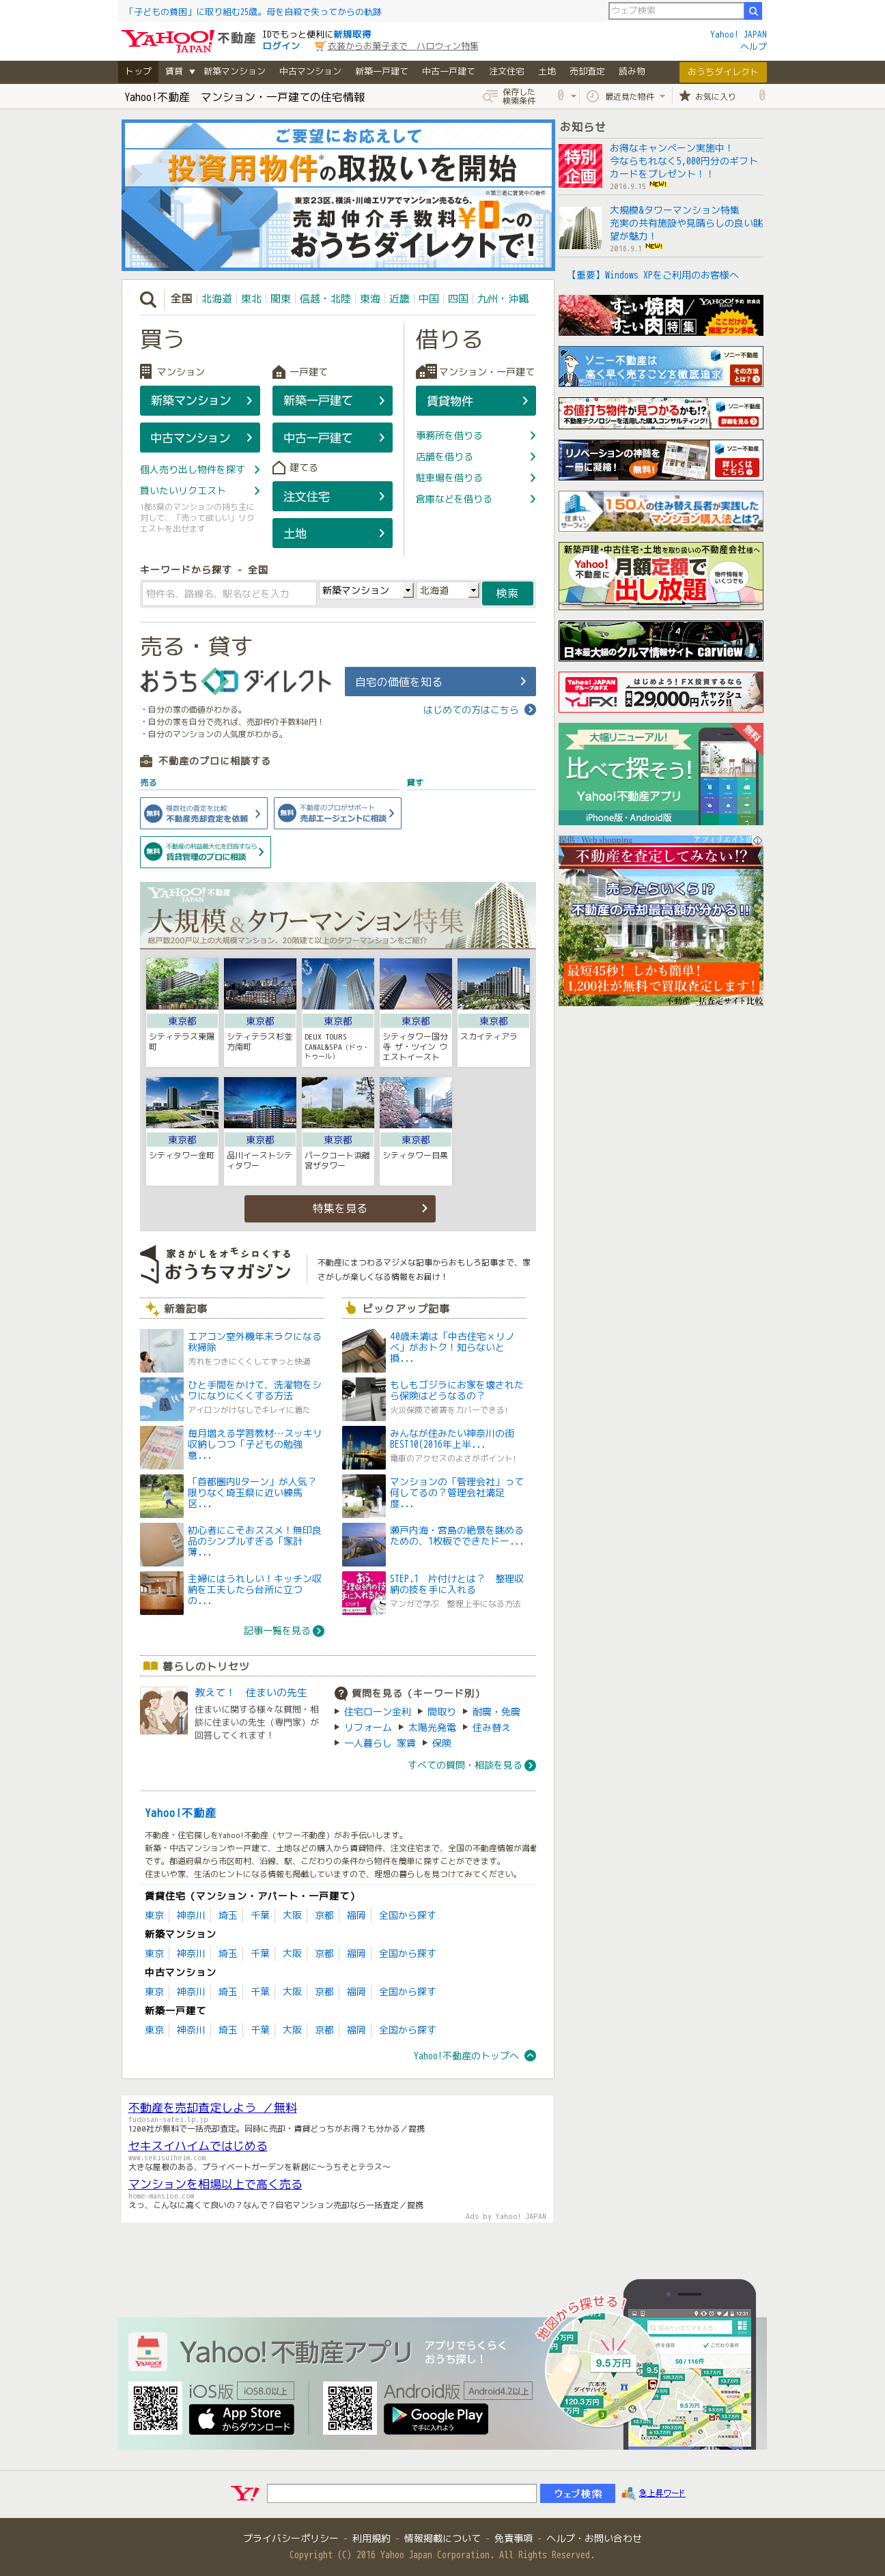 「子どもの貧困」に取り組む25歳。母を自殺で失ってからの軌跡
ウェブ検索
YAHOO! JAPAN 不動産
IDでもっと便利に新規取得
ログイン
衣装からお菓子まで　ハロウィン特集
Yahoo! JAPAN
ヘルプ
トップ 賃貸 ▼ 新築マンション 中古マンション 新築一戸建て 中古一戸建て 注文住宅 土地 売却査定 読み物 おうちダイレクト
Yahoo!不動産　マンション・一戸建ての住宅情報
保存した
検索条件
0
最近見た物件
お気に入り
0
ご要望にお応えして
投資用物件※の取扱いを開始
※第三者に賃貸中の物件
東京23区、横浜・川崎エリアでマンション売るなら、
売却仲介手数料¥0〜の
おうちダイレクトで!
全国 北海道 東北 関東 信越・北陸 東海 近畿 中国 四国 九州・沖縄
買う
マンション
新築マンション
中古マンション
個人売り出し物件を探す
買いたいリクエスト
1都3県のマンションの持ち主に
対して、「売って欲しい」リク
エストを出せます
一戸建て
新築一戸建て
中古一戸建て
建てる
注文住宅
土地
借りる
マンション・一戸建て
賃貸物件
事務所を借りる
店舗を借りる
駐車場を借りる
倉庫などを借りる
キーワードから探す - 全国
物件名、路線名、駅名などを入力
新築マンション
北海道
検索
売る・貸す
おうちダイレクト
自宅の価値を知る
・自分の家の価値がわかる。
・自分の家を自分で売れば、売却仲介手数料0円！
・自分のマンションの人気度がわかる。
はじめての方はこちら
不動産のプロに相談する
売る
貸す
無料 複数社の査定を比較
不動産売却査定を依頼
無料 不動産のプロがサポート
売却エージェントに相談
無料 不動産の利益最大化を目指すなら
賃貸管理のプロに相談
YAHOO! JAPAN 不動産
大規模&タワーマンション特集
総戸数200戸以上の大規模マンション、20階建て以上のタワーマンションをご紹介
東京都
シティテラス東陽町
東京都
シティテラス杉並方南町
東京都
DEUX TOURS CANAL&SPA（ドゥ・トゥール）
東京都
シティタワー国分寺 ザ・ツイン ウエストイースト
東京都
スカイティアラ
東京都
シティタワー金町
東京都
品川イーストシティタワー
東京都
パークコート浜離宮ザタワー
東京都
シティタワー目黒
特集を見る
家さがしをオモシロくする
おうちマガジン
不動産にまつわるマジメな記事からおもしろ記事まで、家
さがしが楽しくなる情報をお届け！
新着記事
エアコン室外機年末ラクになる
秋掃除
汚れをつきにくくしてずっと快適
ひと手間をかけて、洗濯物をシ
ワになりにくくする方法
アイロンがけなしでキレイに着た
毎月増える学習教材…スッキリ
収納しつつ「子どもの勉強
意...
「首都圏内Uターン」が人気？
限りなく埼玉県に近い練馬
区...
初心者にこそおススメ！無印良
品のシンプルすぎる「家計
簿...
主婦にはうれしい！キッチン収
納を工夫したら台所に立つ
の...
記事一覧を見る
ピックアップ記事
40歳未満は「中古住宅×リノ
ベ」がおトク！知らないと
損...
もしもゴジラにお家を壊された
ら保険はどうなるの？
火災保険で被害をカバーできる!
みんなが住みたい神奈川の街
BEST10(2016年上半...
電車のアクセスのよさがポイント!
マンションの「管理会社」って
何してるの？管理会社満足
度...
瀬戸内海・宮島の絶景を眺める
ための、1枚板でできたドー...
STEP.1　片付けとは？　整理収
納の技を手に入れる
マンガで学ぶ　整理上手になる方法
暮らしのトリセツ
教えて！　住まいの先生
住まいに関する様々な質問・相
談に住まいの先生（専門家）が
回答してくれます！
質問を見る（キーワード別）
住宅ローン金利 間取り 耐震・免震
リフォーム 太陽光発電 住み替え
一人暮らし 家賃 保険
すべての質問・相談を見る
Yahoo!不動産
不動産・住宅探しをYahoo!不動産（ヤフー不動産）がお手伝いします。
新築・中古マンションや一戸建て、土地などの購入から賃貸物件、注文住宅まで、全国の不動産情報が満載
です。都道府県から市区町村、沿線、駅、こだわりの条件から物件を簡単に探すことができます。
住まいや家、生活のヒントになる情報も掲載していますので、理想の暮らしを見つけてみてください。
賃貸住宅（マンション・アパート・一戸建て）
東京 神奈川 埼玉 千葉 大阪 京都 福岡 全国から探す
新築マンション
東京 神奈川 埼玉 千葉 大阪 京都 福岡 全国から探す
中古マンション
東京 神奈川 埼玉 千葉 大阪 京都 福岡 全国から探す
新築一戸建て
東京 神奈川 埼玉 千葉 大阪 京都 福岡 全国から探す
Yahoo!不動産のトップへ
不動産を売却査定しよう ／無料
fudosan-satei.lp.jp
1200社が無料で一括売却査定。同時に売却・賃貸どっちがお得？も分かる／提携
セキスイハイムではじめる
www.sekisuiheim.com
大きな屋根のある、プライベートガーデンを新居に～うちそとテラス～
マンションを相場以上で高く売る
home-mansion.com
えっ、こんなに高くて良いの？なんで？自宅マンション売却なら一括査定／提携
Ads by Yahoo! JAPAN
お知らせ
特別
企画
お得なキャンペーン実施中！
今ならもれなく5,000円分のギフト
カードをプレゼント！！
2016.9.15 NEW!
大規模&タワーマンション特集
充実の共有施設や見晴らしの良い眺
望が魅力！
2016.9.1 NEW!
【重要】Windows XPをご利用のお客様へ
すごい焼肉
すごい肉特集
YAHOO! JAPAN 予約 飲食店
ここだけの
限定プラン多数
ソニー不動産は
高く早く売ることを徹底追求
ソニー不動産
その方法
とは?
お値打ち物件が見つかるかも!?
不動産テクノロジーを活用した購入コンサルティング!
ソニー不動産
詳細を見る
リノベーションの神髄を
一冊に凝縮! 無料!
ソニー不動産
詳しくは
こちら
住まい
サーフィン
150人の住み替え長者が実践した
マンション購入法とは?
新築戸建・中古住宅・土地を取り扱いの不動産会社様へ
Yahoo!
不動産に
月額定額で
出し放題
物件情報を
いくつでも
日本最大級のクルマ情報サイト carview!
Yahoo! JAPAN
グループのFX
YJFX!
はじめよう！FX投資するなら
最大29,000円キャッシュバック!!
無料
大幅リニューアル!
比べて探そう!
Yahoo!不動産アプリ
iPhone版・Android版
提供：Web shopping
不動産を査定してみない!?
売ったらいくら!?
不動産の売却最高額が分かる!!
最短45秒！しかも簡単！
1,200社が無料で買取査定します！
不動産一括査定サイト比較
YAHOO!
Yahoo!不動産アプリ
アプリでらくらく
おうち探し！
iOS版 iOS8.0以上
App Store
からダウンロード
Android版 Android4.2以上
Google Play
で手に入れよう
地図から探せる!
9.5万円
六本木
ダイヤハイツ
120.3万円
12:31
住みたいエリアを入力
こだわり条件
50 / 116件
ウェブ検索
急上昇ワード
プライバシーポリシー - 利用規約 - 情報掲載について - 免責事項 - ヘルプ・お問い合わせ
Copyright (C) 2016 Yahoo Japan Corporation. All Rights Reserved.